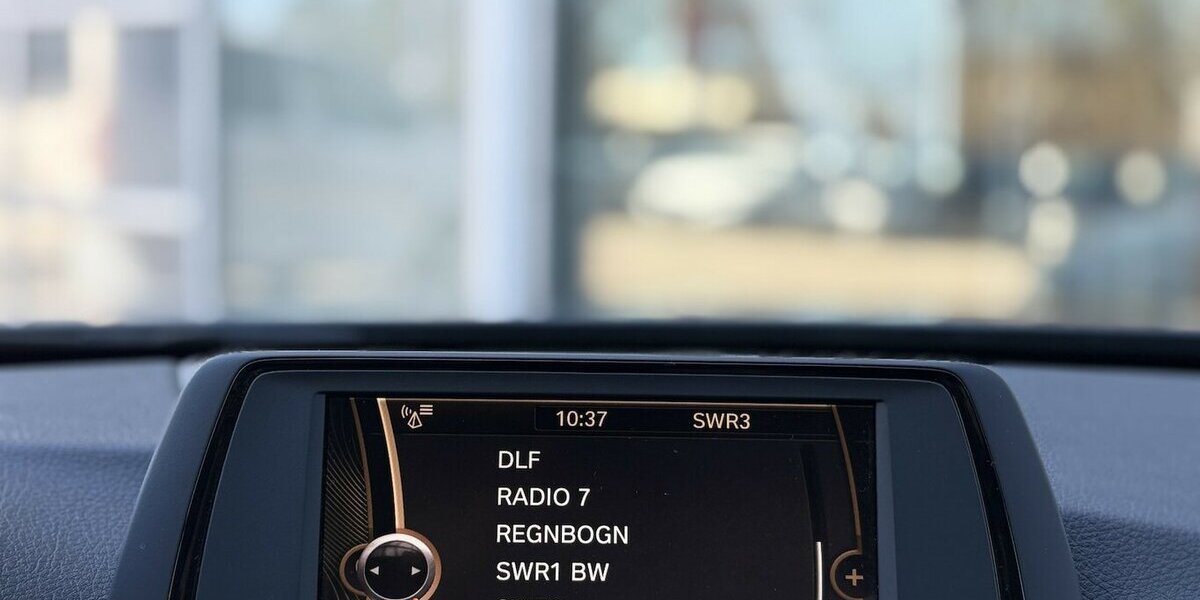 10:37 SWR3
DLF
RADIO 7
REGNBOGN
SWR1 BW